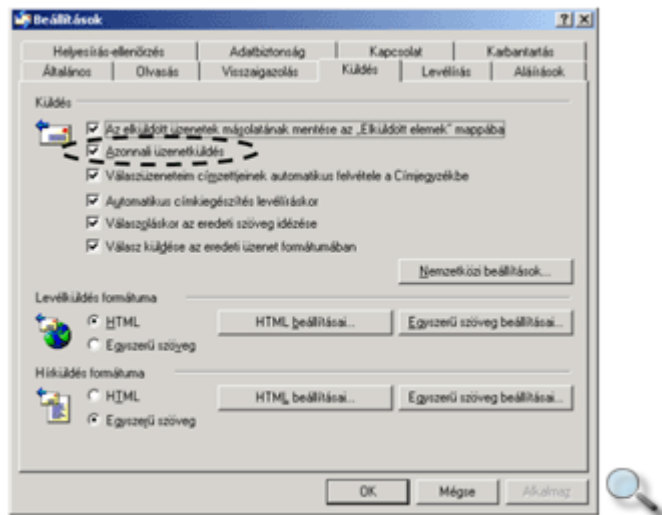 Beállítások
Helyesírás-ellenőrzés Adatbiztonság Kapcsolat Karbantartás
Általános Olvasás Visszaigazolás Küldés Levélírás Aláírások
Küldés
Az elküldött üzenetek másolatának mentése az „Elküldött elemek" mappába
Azonnali üzenetküldés
Válaszüzeneteim címzettjeinek automatikus felvétele a Címjegyzékbe
Automatikus címkiegészítés levélíráskor
Válaszoláskor az eredeti szöveg idézése
Válasz küldése az eredeti üzenet formátumában
Nemzetközi beállítások...
Levélküldés formátuma
HTML HTML beállításai... Egyszerű szöveg beállításai...
Egyszerű szöveg
Hírküldés formátuma
HTML HTML beállításai... Egyszerű szöveg beállításai...
Egyszerű szöveg
OK Mégse Alkalmaz